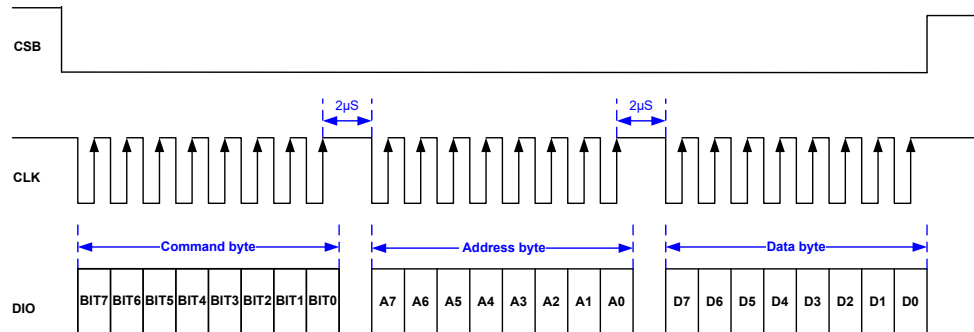 CSB
2µS 2µS
CLK
Command byte Address byte Data byte
DIO BIT7 BIT6 BIT5 BIT4 BIT3 BIT2 BIT1 BIT0 A7 A6 A5 A4 A3 A2 A1 A0 D7 D6 D5 D4 D3 D2 D1 D0